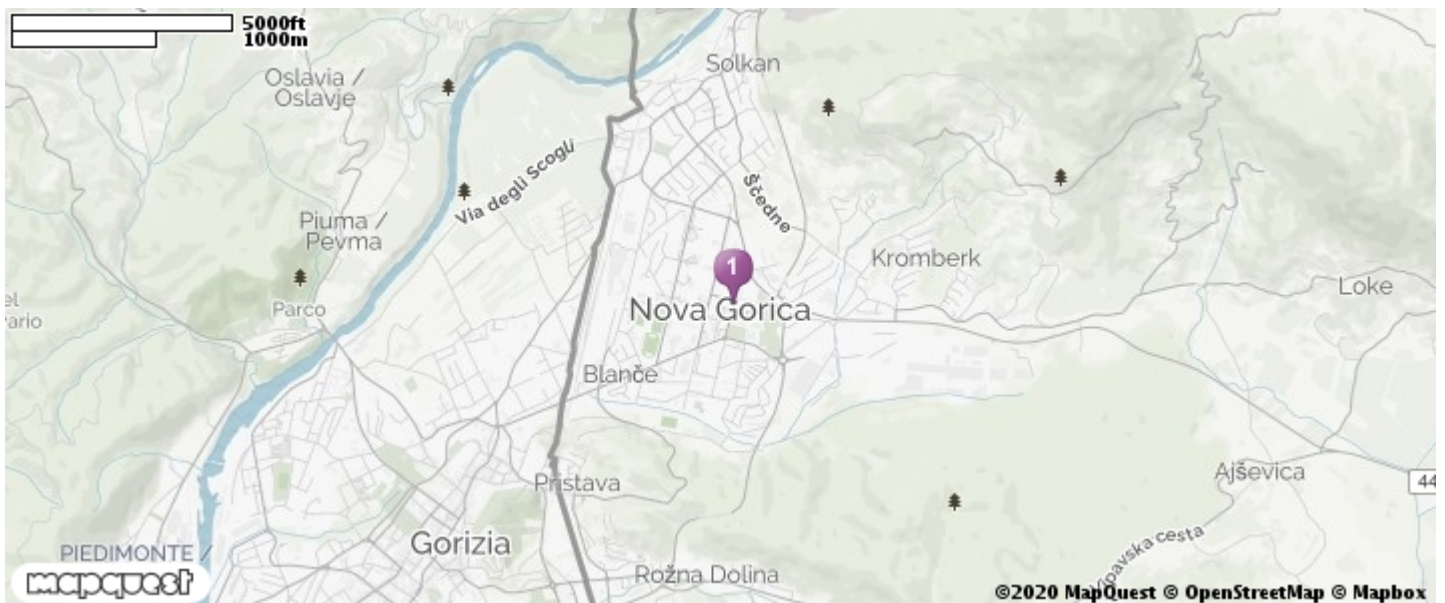 5000ft
1000m
Solkan
Oslavia /
Oslavje
Via degli Scogli
Ščedne
Piuma /
Pevma
Kromberk
1
Loke
Parco
Nova Gorica
Blanče
Ajševica
44
Pristava
Gorizia
PIEDIMONTE /
Vipavska cesta
Rožna Dolina
mapquest
©2020 MapQuest © OpenStreetMap © Mapbox